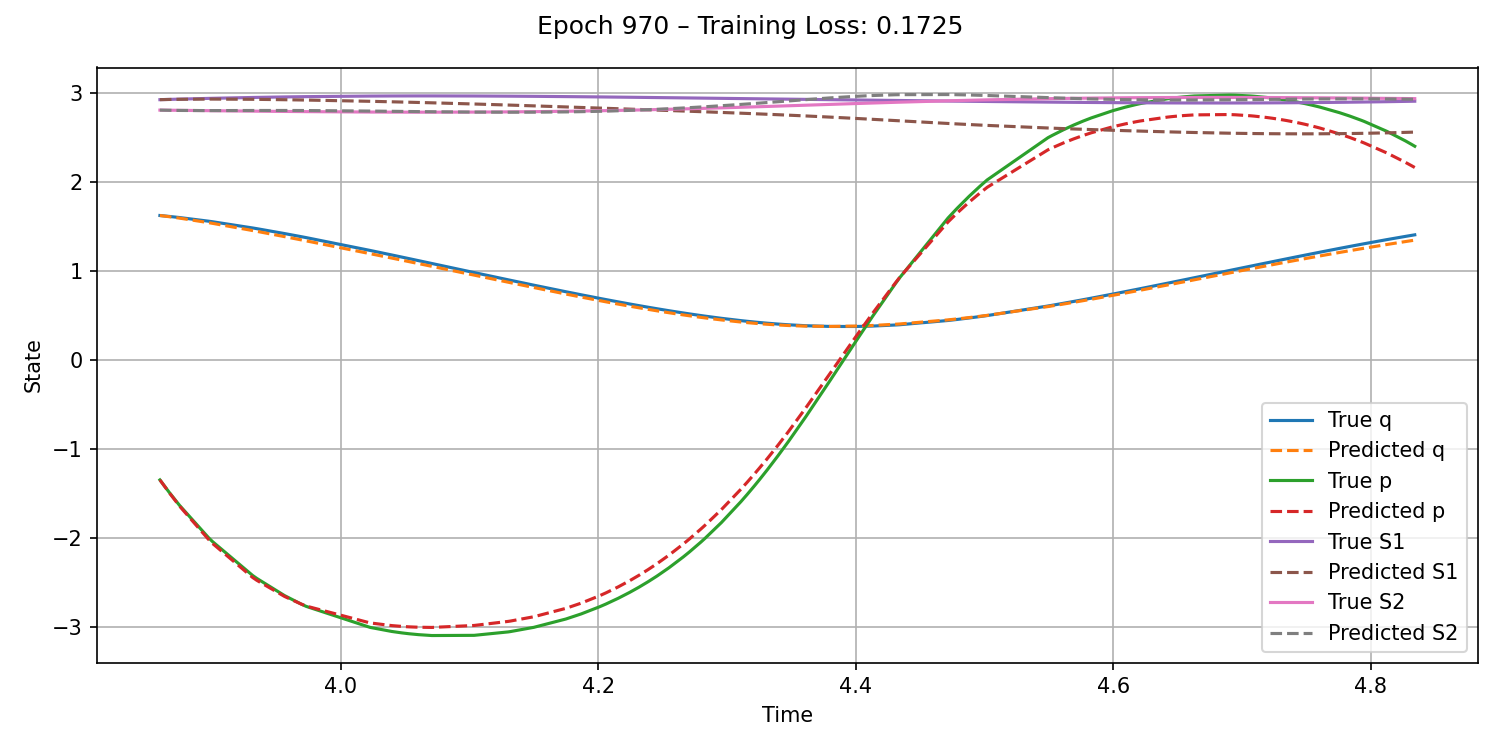 Epoch 970 – Training Loss: 0.1725
3
2
1
0
−1
−2
−3
State
4.0
4.2
4.4
4.6
4.8
Time
True q
Predicted q
True p
Predicted p
True S1
Predicted S1
True S2
Predicted S2